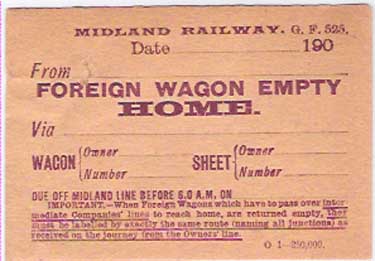 MIDLAND RAILWAY. G. F. 525.
Date 190
From
FOREIGN WAGON EMPTY
HOME.
Via
WAGON { Owner Number SHEET { Owner Number
DUE OFF MIDLAND LINE BEFORE 6.0 A.M. ON
IMPORTANT.—When Foreign Wagons which have to pass over inter
mediate Companies' lines to reach home, are returned empty, they
must be labelled by exactly the same route (naming all junctions) as
received on the journey from the Owners' line.
O 1—250,000.